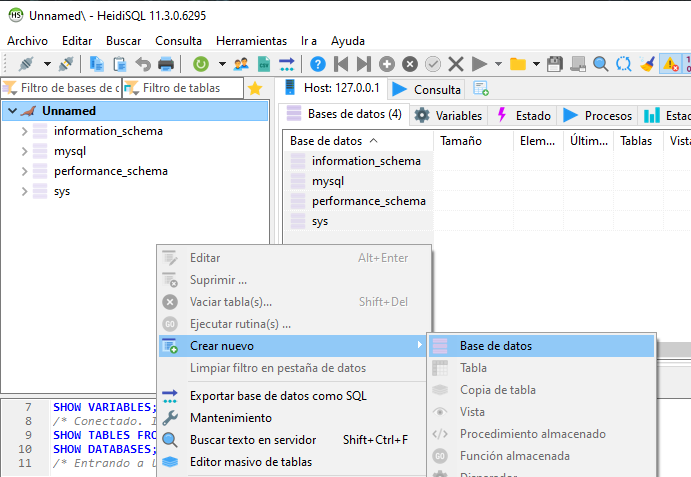 Unnamed\ - HeidiSQL 11.3.0.6295
Archivo Editar Buscar Consulta Herramientas Ir a Ayuda
Filtro de bases de Filtro de tablas
Host: 127.0.0.1 Consulta
Unnamed
information_schema
mysql
performance_schema
sys
Bases de datos (4) Variables Estado Procesos Estac
Base de datos Tamaño Elem... Últim... Tablas Vista
information_schema
mysql
performance_schema
sys
Editar Alt+Enter
Suprimir ...
Vaciar tabla(s)... Shift+Del
Ejecutar rutina(s) ...
Crear nuevo
Limpiar filtro en pestaña de datos
Exportar base de datos como SQL
Mantenimiento
Buscar texto en servidor Shift+Ctrl+F
Editor masivo de tablas
Base de datos
Tabla
Copia de tabla
Vista
Procedimiento almacenado
Función almacenada
Disparador
7 SHOW VARIABLES;
8 /* Conectado. I
9 SHOW TABLES FRO
10 SHOW DATABASES;
11 /* Entrando a l